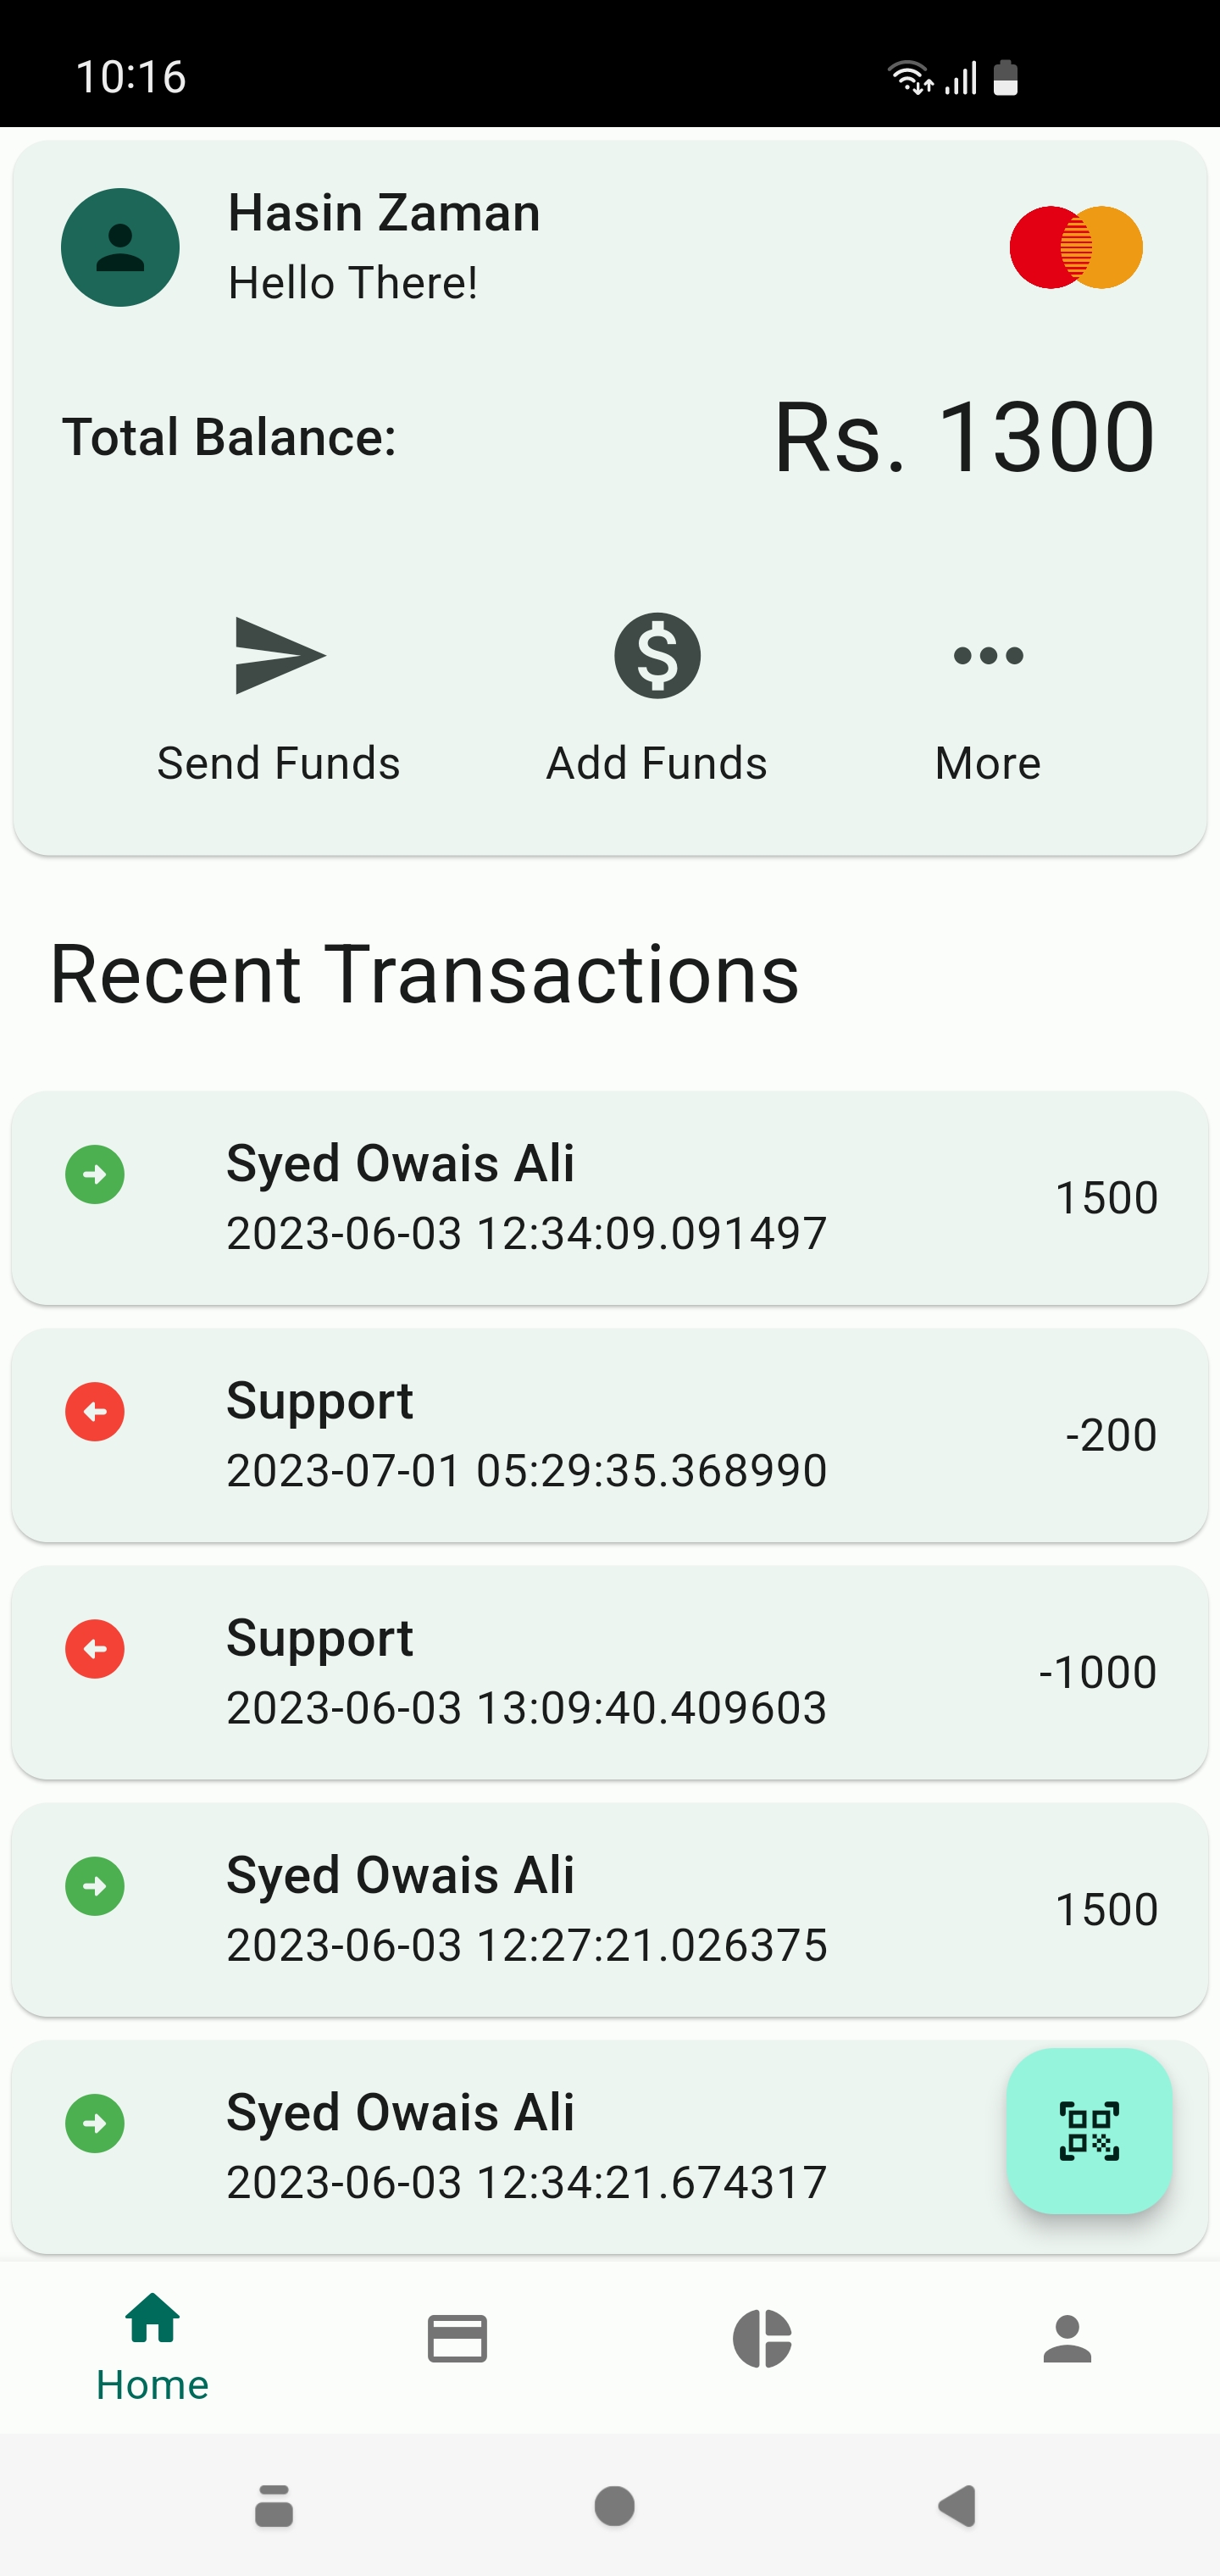 10:16
Hasin Zaman
Hello There!
Total Balance:
Rs. 1300
Send Funds
Add Funds
More
Recent Transactions
Syed Owais Ali
2023-06-03 12:34:09.091497
1500
Support
2023-07-01 05:29:35.368990
-200
Support
2023-06-03 13:09:40.409603
-1000
Syed Owais Ali
2023-06-03 12:27:21.026375
1500
Syed Owais Ali
2023-06-03 12:34:21.674317
Home